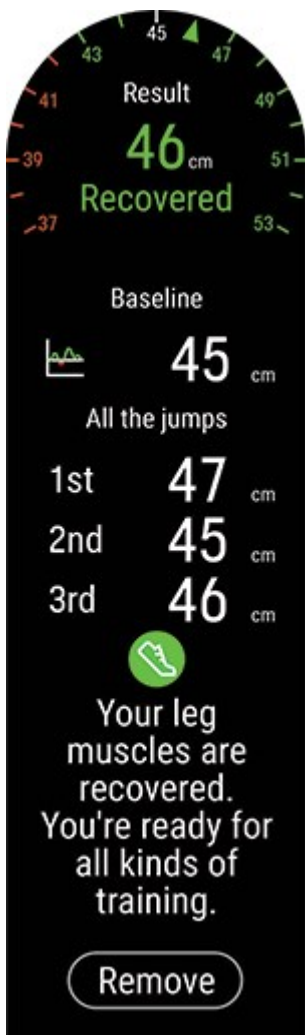 45
43 47
41 49
39 51
37 53
Result
46 cm
Recovered
Baseline
45 cm
All the jumps
1st 47 cm
2nd 45 cm
3rd 46 cm
Your leg
muscles are
recovered.
You're ready for
all kinds of
training.
Remove